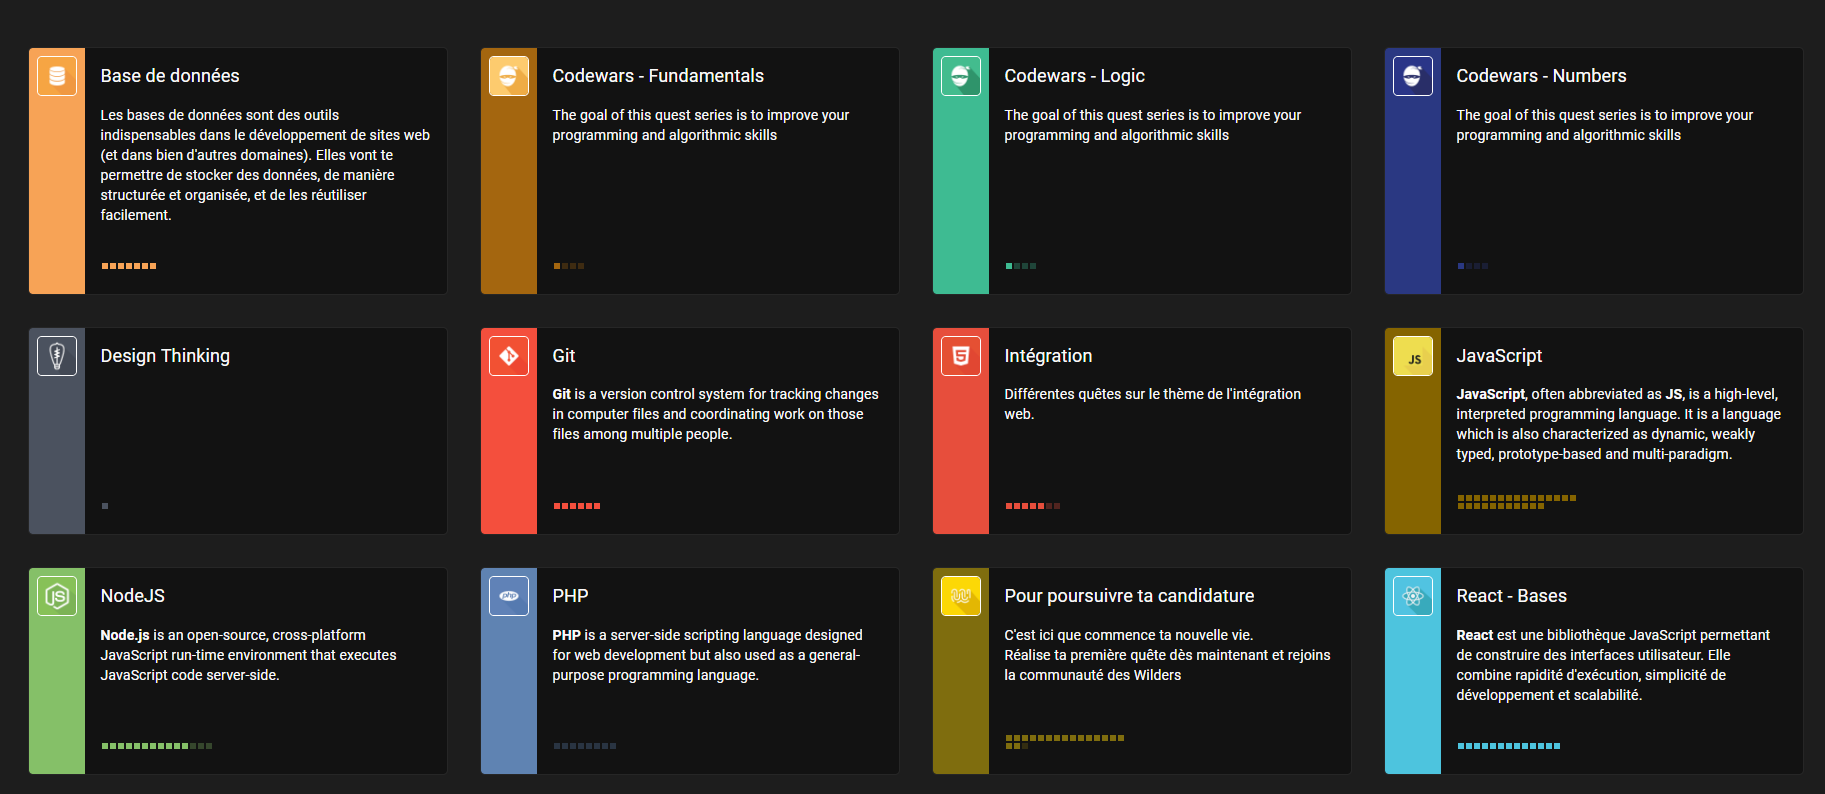 Base de données
Les bases de données sont des outils
indispensables dans le développement de sites web
(et dans bien d'autres domaines). Elles vont te
permettre de stocker des données, de manière
structurée et organisée, et de les réutiliser
facilement.
Codewars - Fundamentals
The goal of this quest series is to improve your
programming and algorithmic skills
Codewars - Logic
The goal of this quest series is to improve your
programming and algorithmic skills
Codewars - Numbers
The goal of this quest series is to improve your
programming and algorithmic skills
Design Thinking
Git
Git is a version control system for tracking changes
in computer files and coordinating work on those
files among multiple people.
5
Intégration
Différentes quêtes sur le thème de l'intégration
web.
JS
JavaScript
JavaScript, often abbreviated as JS, is a high-level,
interpreted programming language. It is a language
which is also characterized as dynamic, weakly
typed, prototype-based and multi-paradigm.
JS
NodeJS
Node.js is an open-source, cross-platform
JavaScript run-time environment that executes
JavaScript code server-side.
php
PHP
PHP is a server-side scripting language designed
for web development but also used as a general-
purpose programming language.
Pour poursuivre ta candidature
C'est ici que commence ta nouvelle vie.
Réalise ta première quête dès maintenant et rejoins
la communauté des Wilders
React - Bases
React est une bibliothèque JavaScript permettant
de construire des interfaces utilisateur. Elle
combine rapidité d'exécution, simplicité de
développement et scalabilité.